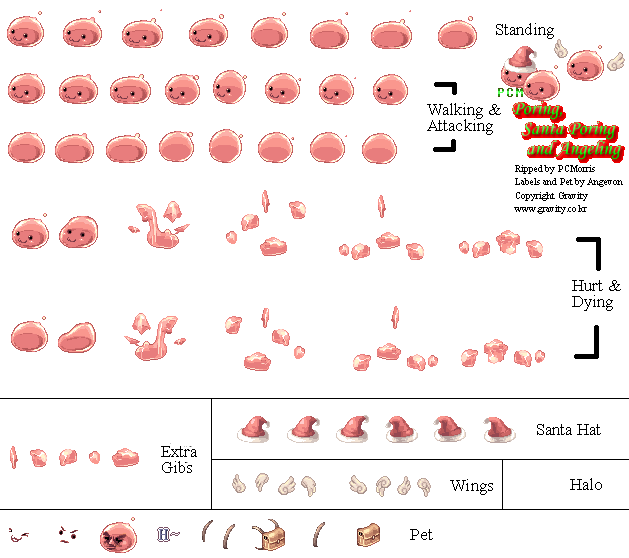 Standing
PCM
Poring,
Santa Poring
and Angeling
Walking &
Attacking
Ripped by PCMorris
Labels and Pet by Angevon
Copyright Gravity
www.gravity.co.kr
Hurt &
Dying
Extra
Gibs
Santa Hat
Wings
Halo
H~
Pet